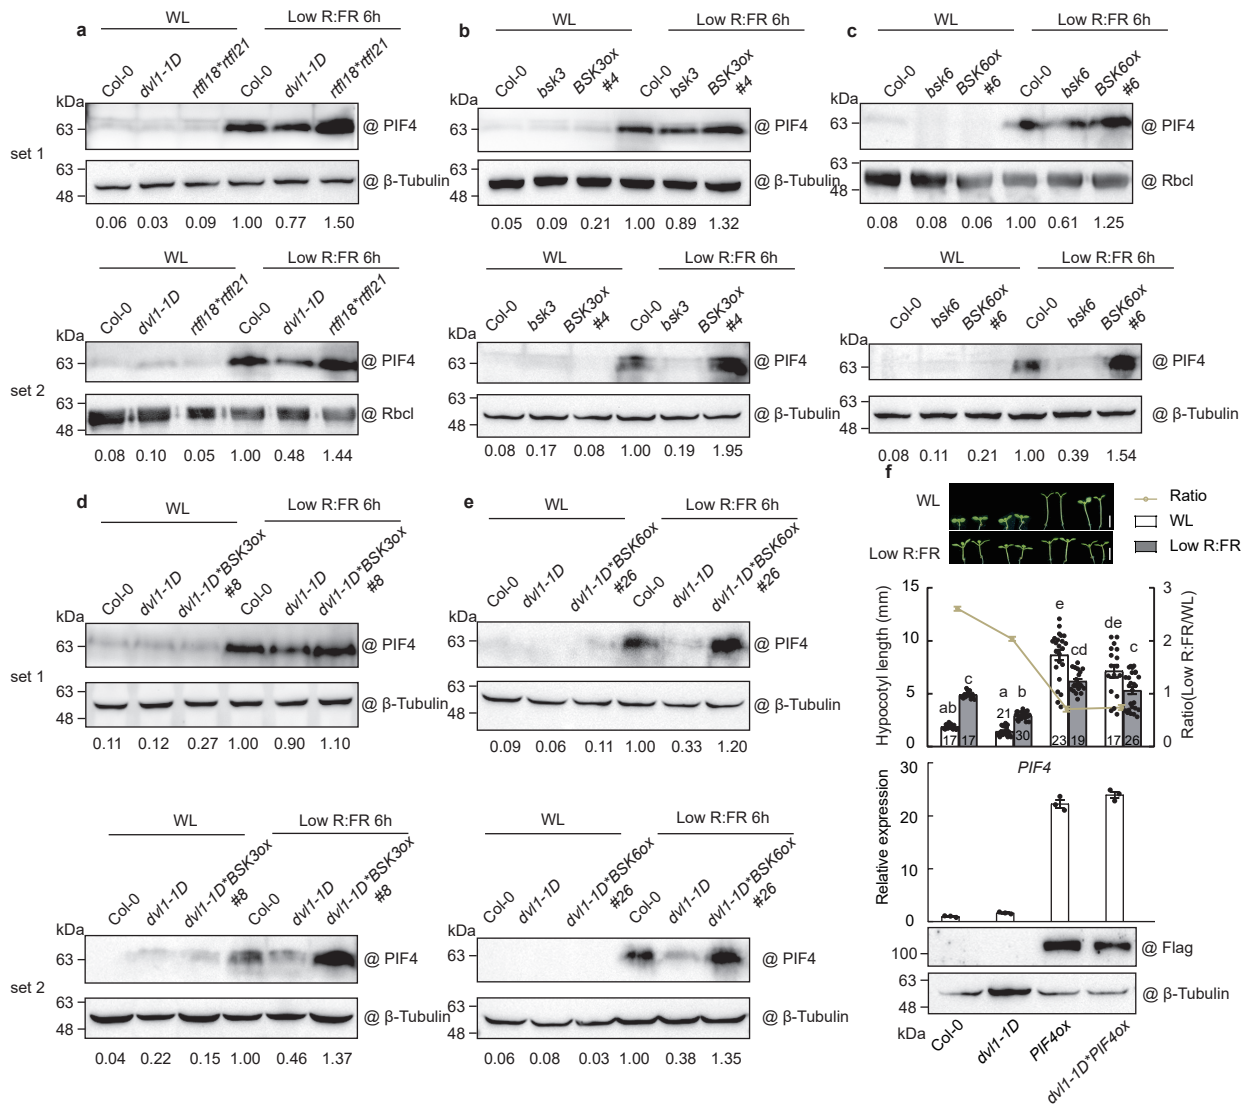 a
WL
Low R:FR 6h
Col-0
dvl1-1D
rtfl18*rtfl21
Col-0
dvl1-1D
rtfl18*rtfl21
kDa
63
@ PIF4
set 1
63
48
@ β-Tubulin
0.06 0.03 0.09 1.00 0.77 1.50
WL
Low R:FR 6h
Col-0
dvl1-1D
rtfl18*rtfl21
Col-0
dvl1-1D
rtfl18*rtfl21
kDa
63
@ PIF4
set 2
63
48
@ Rbcl
0.08 0.10 0.05 1.00 0.48 1.44
b
WL
Low R:FR 6h
Col-0
bsk3
BSK3ox
#4
Col-0
bsk3
BSK3ox
#4
kDa
63
@ PIF4
63
48
@ β-Tubulin
0.05 0.09 0.21 1.00 0.89 1.32
WL
Low R:FR 6h
Col-0
bsk3
BSK3ox
#4
Col-0
bsk3
BSK3ox
#4
kDa
63
@ PIF4
63
48
@ β-Tubulin
0.08 0.17 0.08 1.00 0.19 1.95
c
WL
Low R:FR 6h
Col-0
bsk6
BSK6ox
#6
Col-0
bsk6
BSK6ox
#6
kDa
63
@ PIF4
63
48
@ Rbcl
0.08 0.08 0.06 1.00 0.61 1.25
WL
Low R:FR 6h
Col-0
bsk6
BSK6ox
#6
Col-0
bsk6
BSK6ox
#6
kDa
63
@ PIF4
63
48
@ β-Tubulin
0.08 0.11 0.21 1.00 0.39 1.54
d
WL
Low R:FR 6h
Col-0
dvl1-1D
dvl1-1D*BSK3ox
#8
Col-0
dvl1-1D
dvl1-1D*BSK3ox
#8
kDa
63
@ PIF4
set 1
63
48
@ β-Tubulin
0.11 0.12 0.27 1.00 0.90 1.10
WL
Low R:FR 6h
Col-0
dvl1-1D
dvl1-1D*BSK3ox
#8
Col-0
dvl1-1D
dvl1-1D*BSK3ox
#8
kDa
63
@ PIF4
set 2
63
48
@ β-Tubulin
0.04 0.22 0.15 1.00 0.46 1.37
e
WL
Low R:FR 6h
Col-0
dvl1-1D
dvl1-1D*BSK6ox
#26
Col-0
dvl1-1D
dvl1-1D*BSK6ox
#26
kDa
63
@ PIF4
63
48
@ β-Tubulin
0.09 0.06 0.11 1.00 0.33 1.20
WL
Low R:FR 6h
Col-0
dvl1-1D
dvl1-1D*BSK6ox
#26
Col-0
dvl1-1D
dvl1-1D*BSK6ox
#26
kDa
63
@ PIF4
63
48
@ β-Tubulin
0.06 0.08 0.03 1.00 0.38 1.35
f
WL
Low R:FR
Ratio
WL
Low R:FR
Hypocotyl length (mm)
15
10
5
0
Ratio(Low R:FR/WL)
3
2
1
0
ab c a b e cd de c
17 17 21 30 23 19 17 26
PIF4
Relative expression
30
20
10
0
100
@ Flag
63
48
@ β-Tubulin
kDa
Col-0
dvl1-1D
PIF4ox
dvl1-1D*PIF4ox